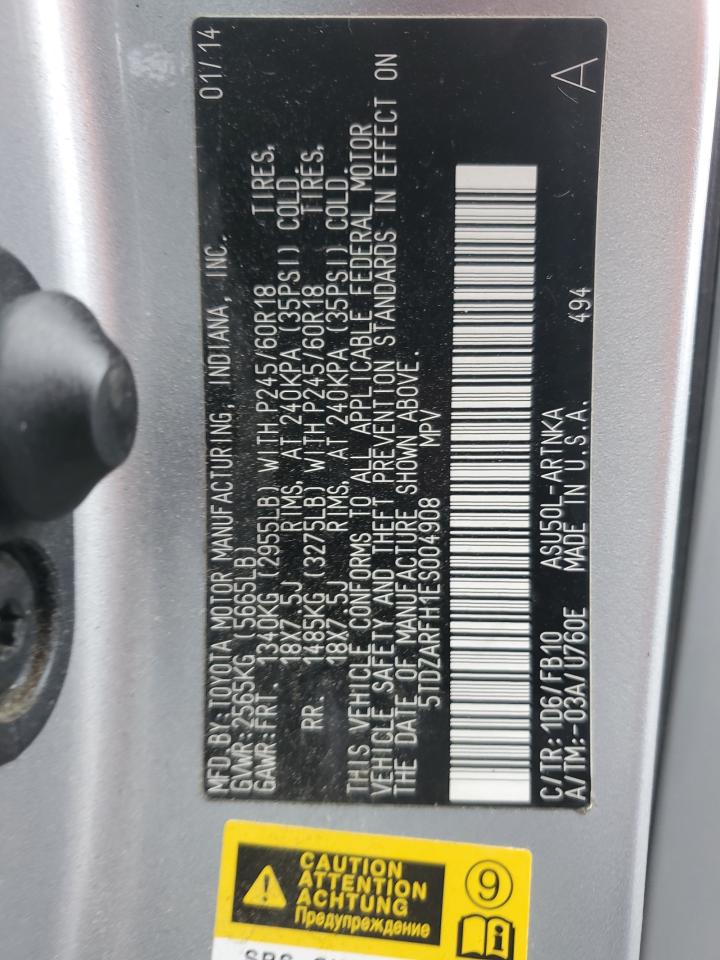 MFD.BY:TOYOTA MOTOR MANUFACTURING, INDIANA, INC. 01/14
GVWR:2565KG (5665LB)
GAWR:FRT. 1340KG (2955LB) WITH P245/60R18 TIRES,
18X7.5J RIMS, AT 240KPA (35PSI) COLD.
RR. 1485KG (3275LB) WITH P245/60R18 TIRES,
18X7.5J RIMS, AT 240KPA (35PSI) COLD.
THIS VEHICLE CONFORMS TO ALL APPLICABLE FEDERAL MOTOR
VEHICLE SAFETY AND THEFT PREVENTION STANDARDS IN EFFECT ON
THE DATE OF MANUFACTURE SHOWN ABOVE.
5TDZARFH1ES004908 MPV
C/TR:1D6/FB10 ASU50L-ARTNKA 494 A
A/TM:-03A/U760E MADE IN U.S.A.
CAUTION
ATTENTION
ACHTUNG
Предупреждение
9